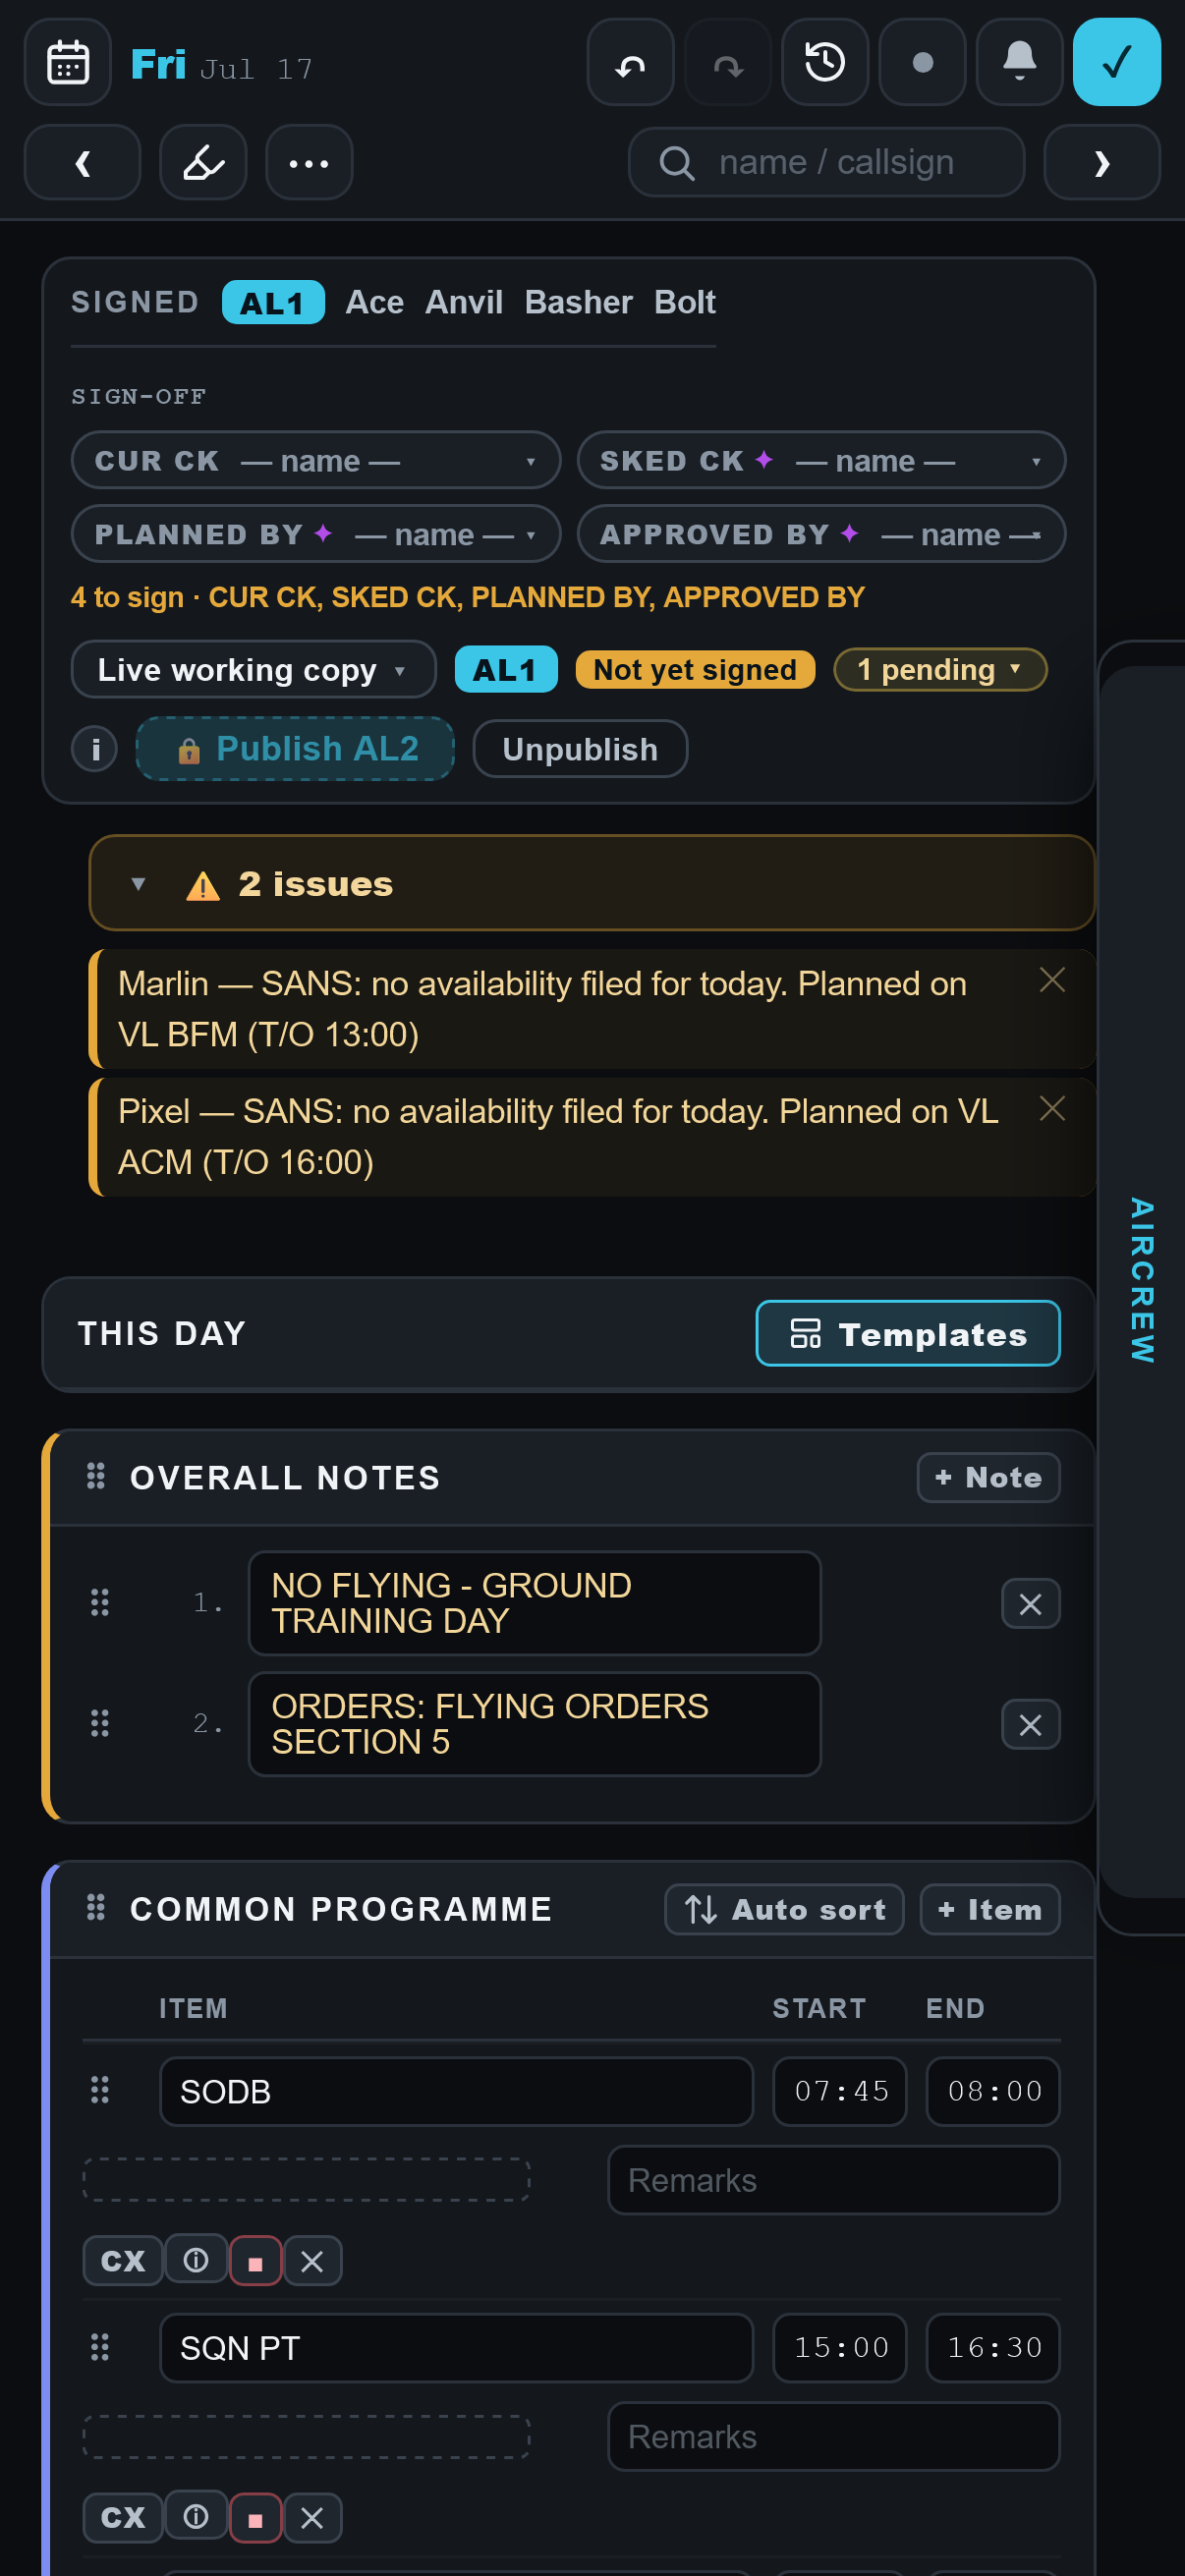 Fri Jul 17
name / callsign
SIGNED AL1 Ace Anvil Basher Bolt
SIGN-OFF
CUR CK — name —
SKED CK — name —
PLANNED BY — name —
APPROVED BY — name —
4 to sign · CUR CK, SKED CK, PLANNED BY, APPROVED BY
Live working copy AL1 Not yet signed 1 pending
i Publish AL2 Unpublish
2 issues
Marlin — SANS: no availability filed for today. Planned on
VL BFM (T/O 13:00)
Pixel — SANS: no availability filed for today. Planned on VL
ACM (T/O 16:00)
AIRCREW
THIS DAY Templates
OVERALL NOTES + Note
1. NO FLYING - GROUND
TRAINING DAY
2. ORDERS: FLYING ORDERS
SECTION 5
COMMON PROGRAMME Auto sort + Item
ITEM START END
SODB 07:45 08:00
Remarks
CX
SQN PT 15:00 16:30
Remarks
CX